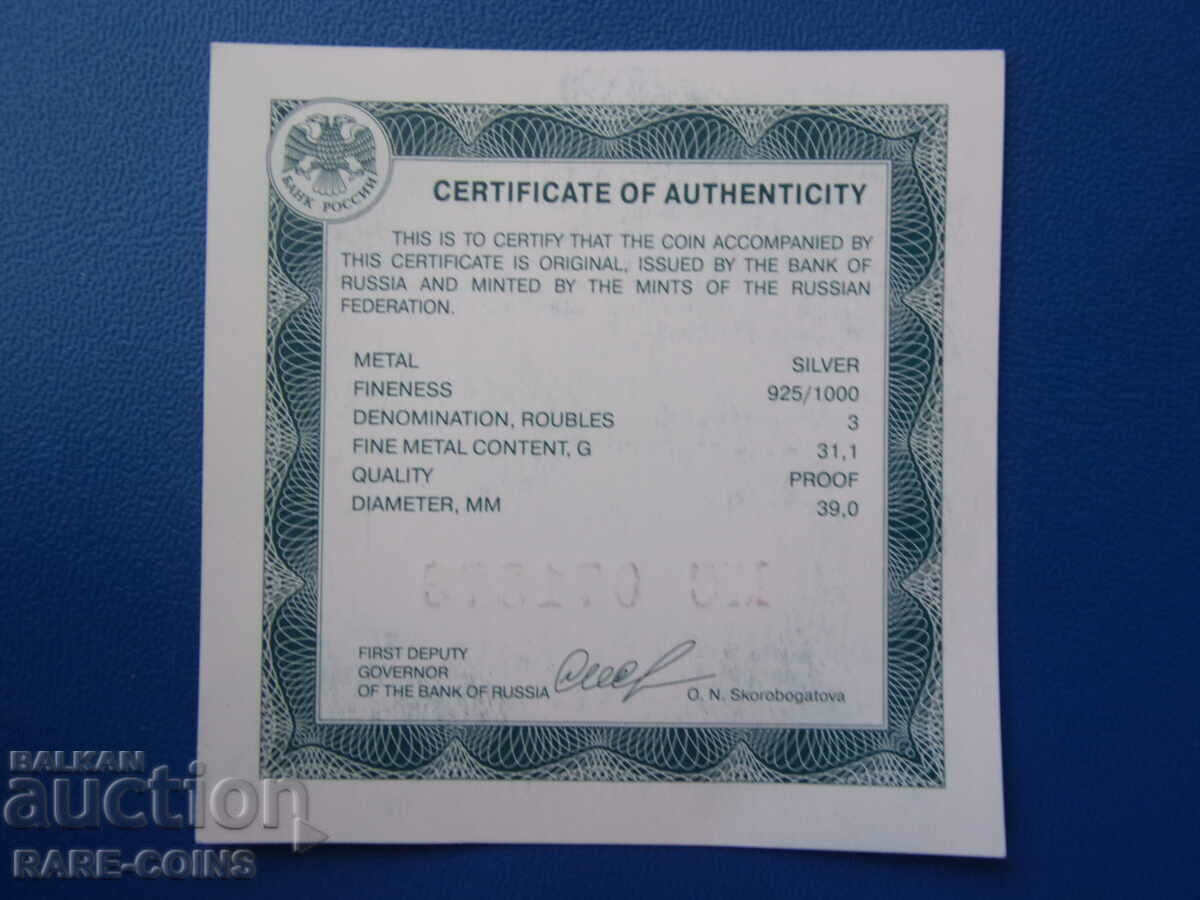 БАНК РОССИИ
CERTIFICATE OF AUTHENTICITY
THIS IS TO CERTIFY THAT THE COIN ACCOMPANIED BY
THIS CERTIFICATE IS ORIGINAL, ISSUED BY THE BANK OF
RUSSIA AND MINTED BY THE MINTS OF THE RUSSIAN
FEDERATION.
METAL SILVER
FINENESS 925/1000
DENOMINATION, ROUBLES 3
FINE METAL CONTENT, G 31,1
QUALITY PROOF
DIAMETER, MM 39,0
FIRST DEPUTY
GOVERNOR
OF THE BANK OF RUSSIA O. N. Skorobogatova
BALKAN
auction
RARE-COINS